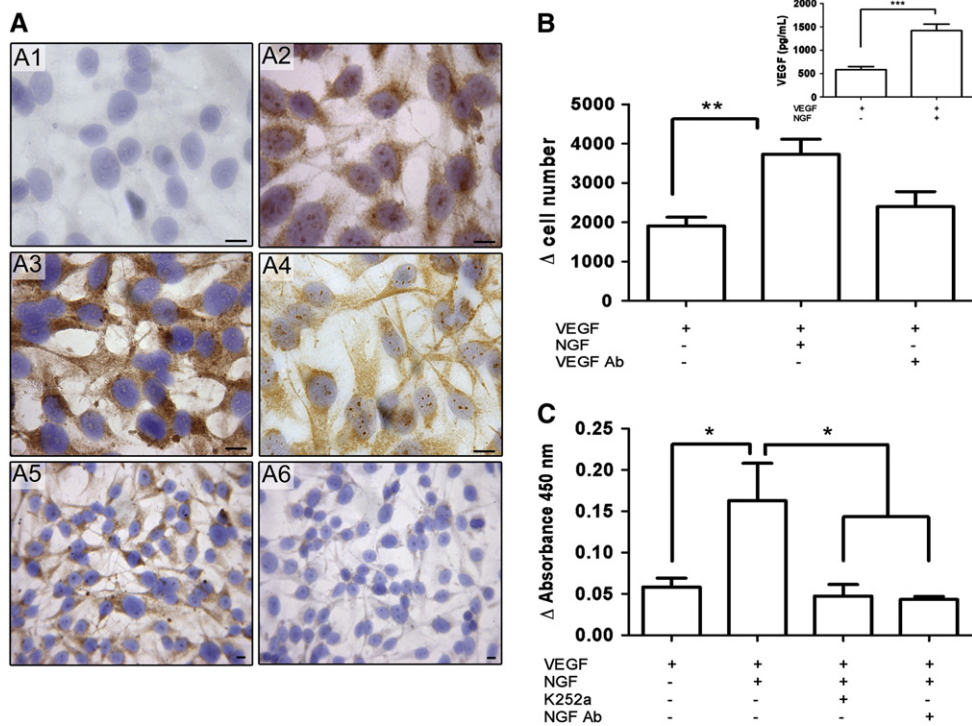 A
A1
A2
A3
A4
A5
A6
B
***
VEGF (pg/mL)
2000
1500
1000
500
0
VEGF + +
NGF - +
**
Δ cell number
5000
4000
3000
2000
1000
0
VEGF + + +
NGF - + -
VEGF Ab - - +
C
* *
Δ Absorbance 450 nm
0.25
0.20
0.15
0.10
0.05
0.00
VEGF + + + +
NGF - + + +
K252a - - + -
NGF Ab - - - +